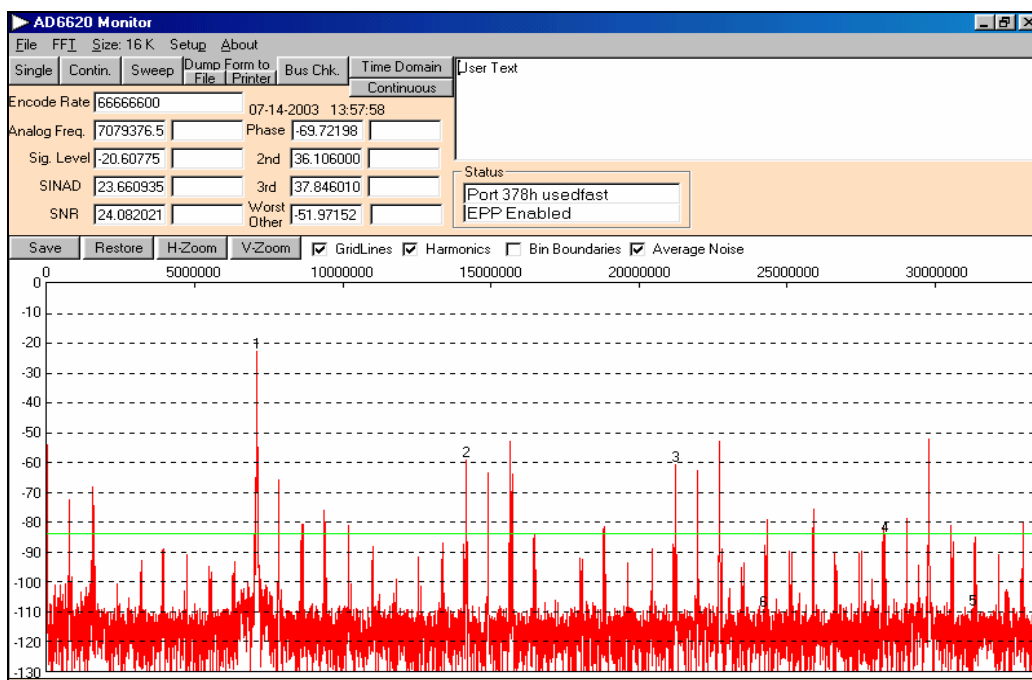 AD6620 Monitor
File FFT Size: 16 K Setup About
Single Contin. Sweep Dump Form to File Printer Bus Chk. Time Domain Continuous
User Text
Encode Rate 66666600
07-14-2003 13:57:58
Analog Freq. 7079376.5 Phase -69.72198
Sig. Level -20.60775 2nd 36.106000
SINAD 23.660935 3rd 37.846010
SNR 24.082021 Worst Other -51.97152
Status
Port 378h usedfast
EPP Enabled
Save Restore H-Zoom V-Zoom GridLines Harmonics Bin Boundaries Average Noise
0 5000000 10000000 15000000 20000000 25000000 30000000
0
-10
-20
1
-30
-40
-50
2 3
-60
-70
-80
4
-90
-100
6 5
-110
-120
-130